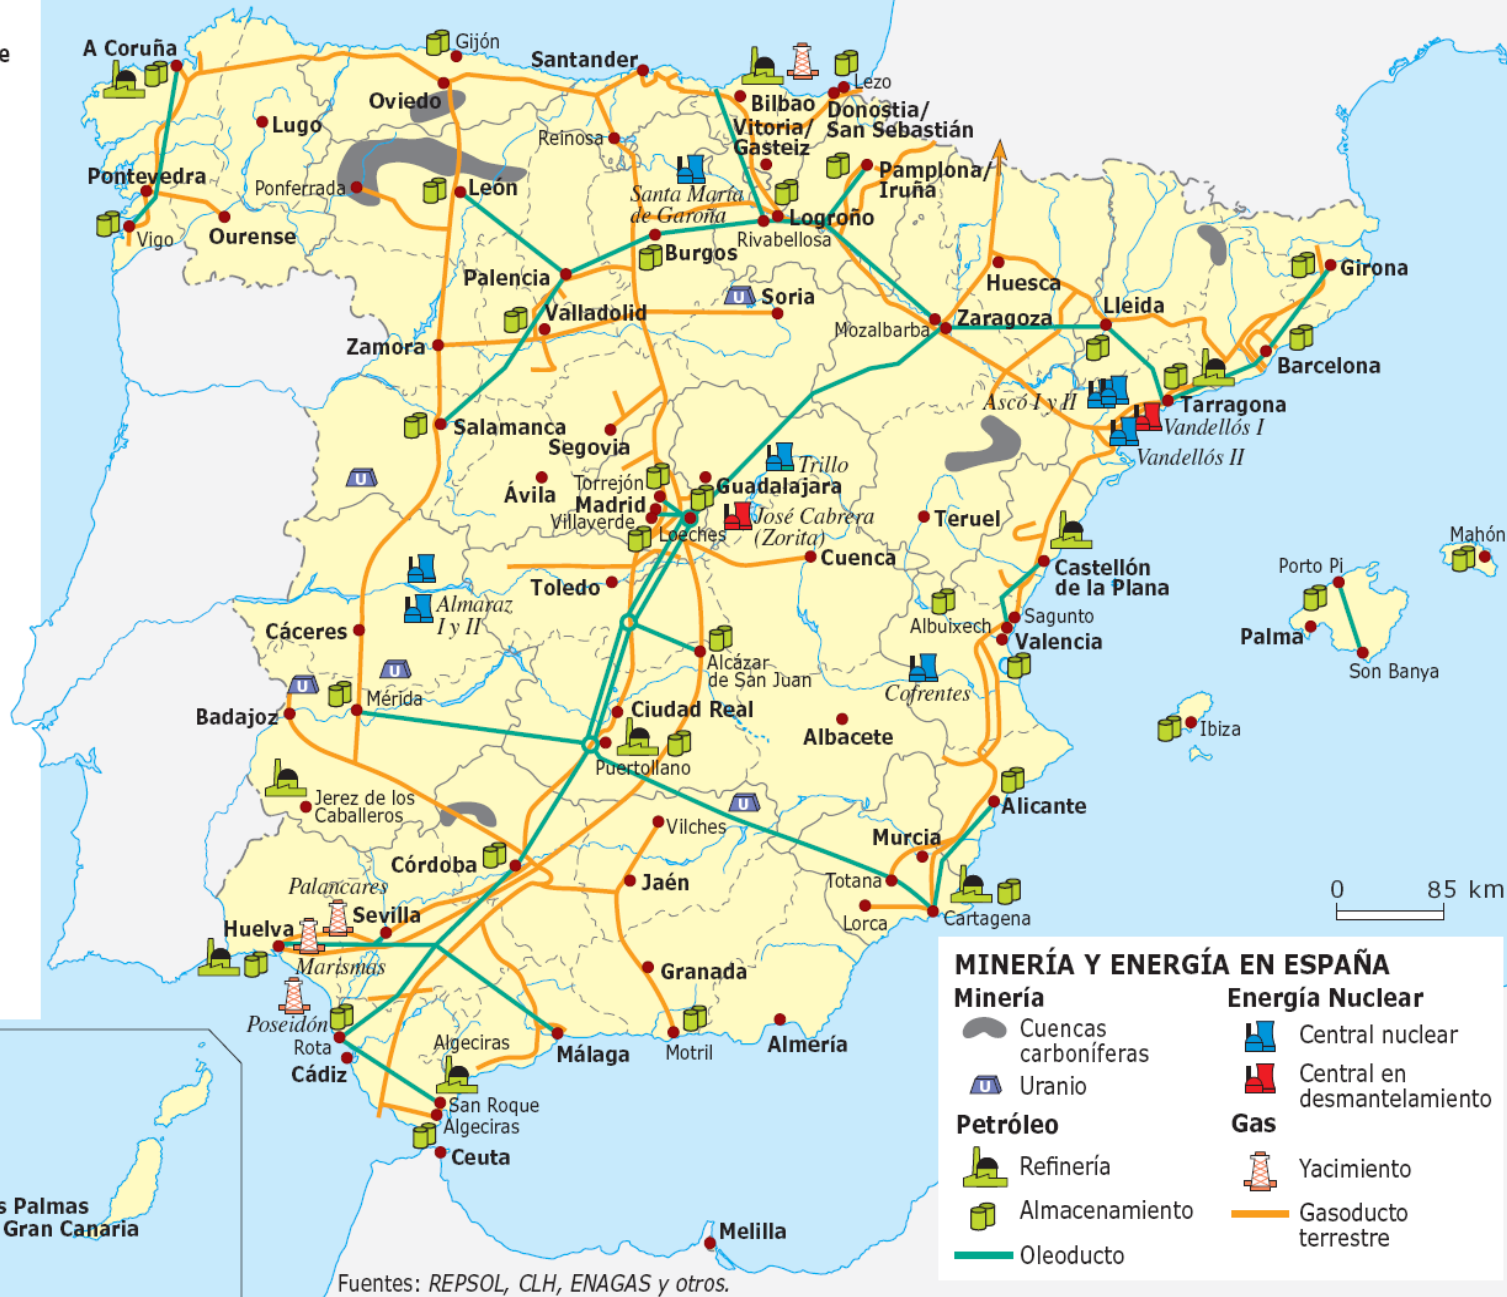 e
A Coruña
Gijón
Santander
Lezo
Oviedo
Bilbao
Donostia/
San Sebastián
Lugo
Vitoria/
Gasteiz
Reinosa
Pontevedra
Ponferrada
León
Santa María
de Garoña
Pamplona/
Iruña
Vigo
Ourense
Logroño
Rivabellosa
Burgos
Palencia
Huesca
Girona
Valladolid
Soria
U
Lleida
Zamora
Mozalbarba
Zaragoza
Barcelona
Ascó I y II
Tarragona
Salamanca
Segovia
Vandellós I
Vandellós II
U
Trillo
Ávila
Torrejón
Guadalajara
Madrid
Villaverde
Loeches
José Cabrera
(Zorita)
Teruel
Cuenca
Castellón
de la Plana
Mahón
Porto Pi
Toledo
Almaraz
I y II
Cáceres
Albuixech
Sagunto
Valencia
Palma
Son Banya
U
U
Alcázar
de San Juan
Cofrentes
Mérida
Badajoz
Ciudad Real
Albacete
Ibiza
Puertollano
Jerez de los
Caballeros
U
Alicante
Vilches
Murcia
Córdoba
Jaén
Totana
Palancares
Lorca
Cartagena
Huelva
Sevilla
Marismas
Granada
Poseidón
Rota
Cádiz
Algeciras
Málaga
Motril
Almería
San Roque
Algeciras
Ceuta
Melilla
s Palmas
Gran Canaria
0 85 km
MINERÍA Y ENERGÍA EN ESPAÑA
Minería
Cuencas
carboníferas
U Uranio
Petróleo
Refinería
Almacenamiento
Oleoducto
Energía Nuclear
Central nuclear
Central en
desmantelamiento
Gas
Yacimiento
Gasoducto
terrestre
Fuentes: REPSOL, CLH, ENAGAS y otros.